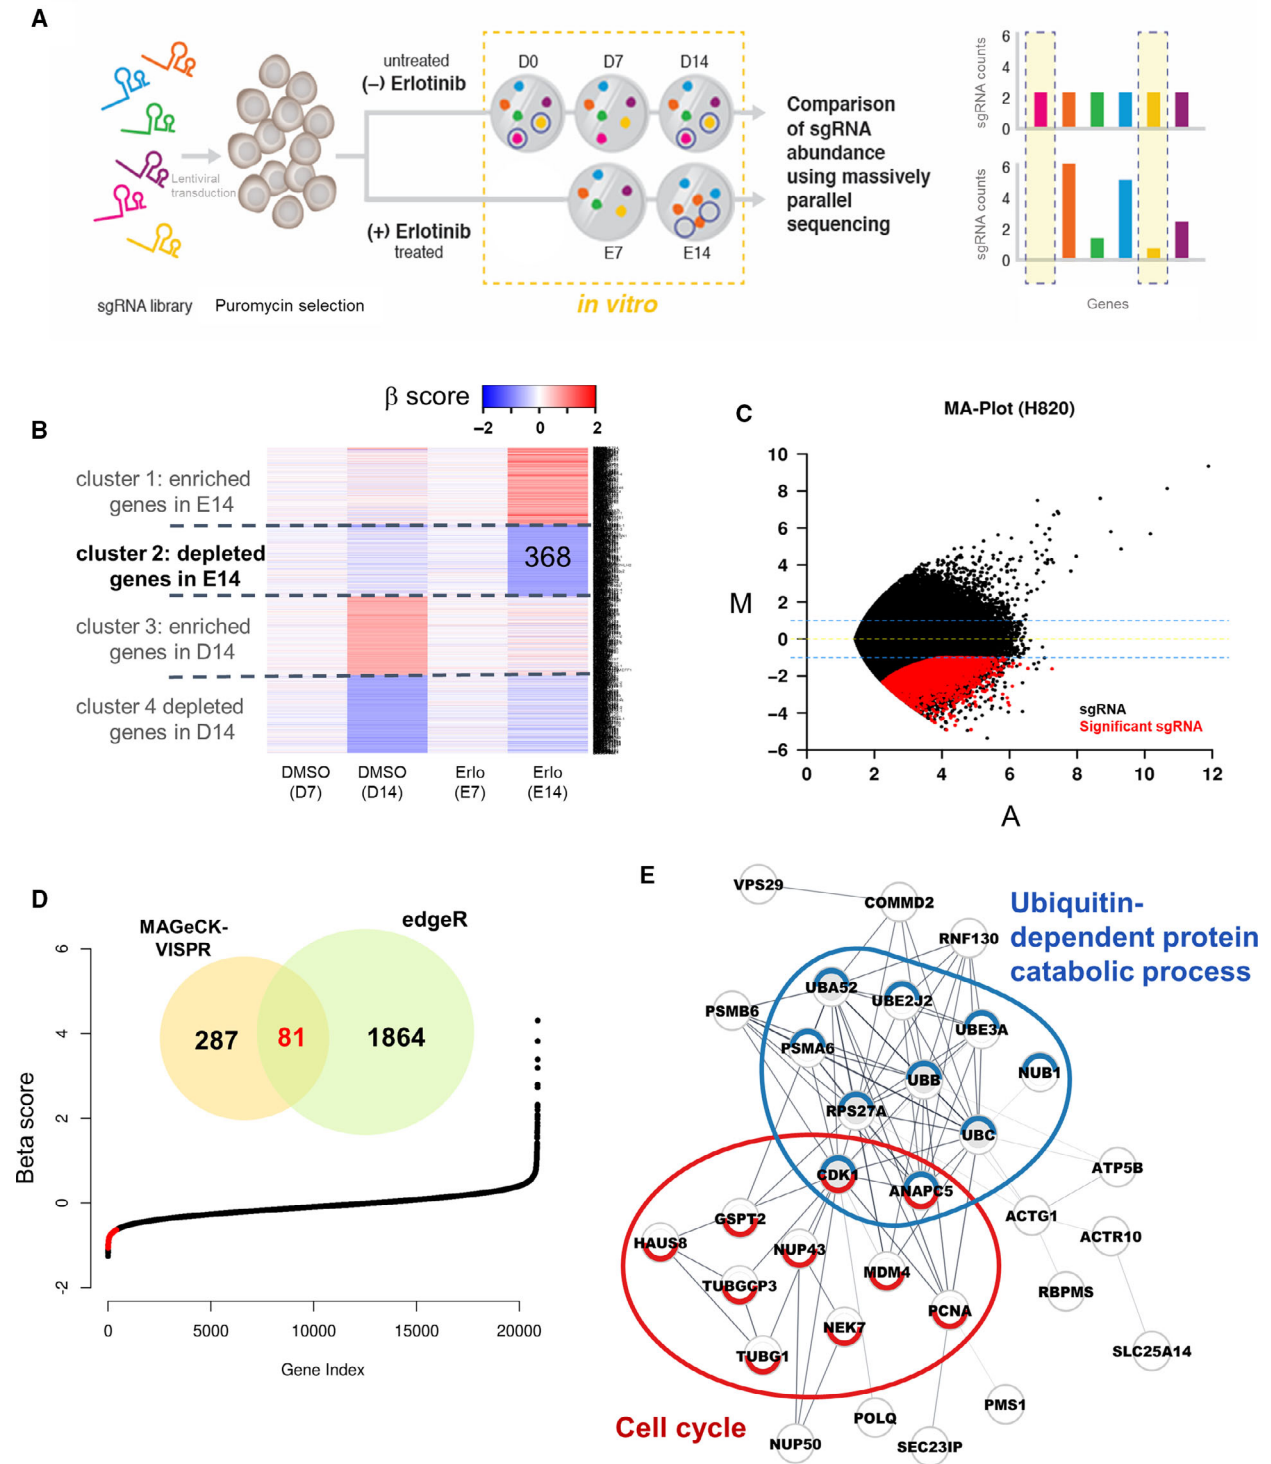 A
untreated
(–) Erlotinib
D0
D7
D14
Lentiviral
transduction
(+) Erlotinib
treated
E7
E14
sgRNA library
Puromycin selection
in vitro
Comparison
of sgRNA
abundance
using massively
parallel
sequencing
sgRNA counts
6
4
2
0
sgRNA counts
6
4
2
0
Genes
B
β score
−2
0
2
cluster 1: enriched
genes in E14
cluster 2: depleted
genes in E14
368
cluster 3: enriched
genes in D14
cluster 4 depleted
genes in D14
DMSO
(D7)
DMSO
(D14)
Erlo
(E7)
Erlo
(E14)
C
MA-Plot (H820)
M
10
8
6
4
2
0
−2
−4
−6
sgRNA
Significant sgRNA
0
2
4
6
8
10
12
A
D
MAGeCK-
VISPR
edgeR
287
81
1864
Beta score
6
4
2
0
-2
0
5000
10000
15000
20000
Gene Index
E
Ubiquitin-
dependent protein
catabolic process
VPS29
COMMD2
RNF130
UBA52
UBE2J2
PSMB6
UBE3A
PSMA6
NUB1
UBB
RPS27A
UBC
ATP5B
CDK1
ANAPC5
ACTG1
GSPT2
ACTR10
HAUS8
NUP43
MDM4
TUBGCP3
RBPMS
PCNA
NEK7
TUBG1
SLC25A14
PMS1
POLQ
Cell cycle
NUP50
SEC23IP